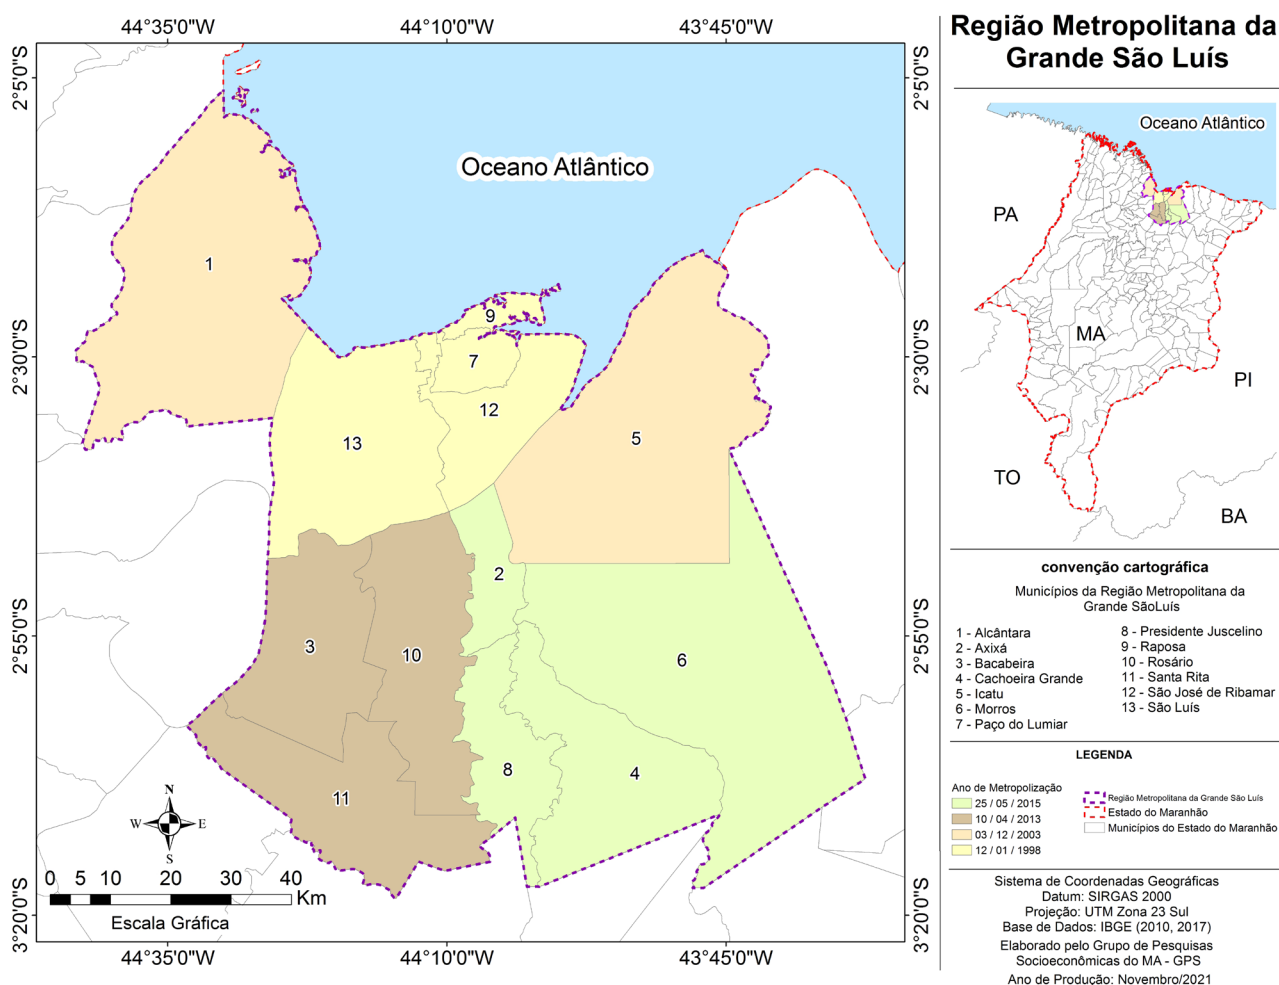 44°35'0"W
44°10'0"W
43°45'0"W
2°5'0"S
2°30'0"S
2°55'0"S
3°20'0"S
2°5'0"S
2°30'0"S
2°55'0"S
3°20'0"S
44°35'0"W
44°10'0"W
43°45'0"W
Oceano Atlântico
1
9
7
12
13
5
2
3
10
6
8
4
11
N
W
E
S
0 5 10 20 30 40
Km
Escala Gráfica
Região Metropolitana da
Grande São Luís
Oceano Atlântico
PA
MA
PI
TO
BA
convenção cartográfica
Municípios da Região Metropolitana da
Grande SãoLuís
1 - Alcântara
2 - Axixá
3 - Bacabeira
4 - Cachoeira Grande
5 - Icatu
6 - Morros
7 - Paço do Lumiar
8 - Presidente Juscelino
9 - Raposa
10 - Rosário
11 - Santa Rita
12 - São José de Ribamar
13 - São Luís
LEGENDA
Ano de Metropolização
25 / 05 / 2015
10 / 04 / 2013
03 / 12 / 2003
12 / 01 / 1998
Região Metropolitana da Grande São Luís
Estado do Maranhão
Municípios do Estado do Maranhão
Sistema de Coordenadas Geográficas
Datum: SIRGAS 2000
Projeção: UTM Zona 23 Sul
Base de Dados: IBGE (2010, 2017)
Elaborado pelo Grupo de Pesquisas
Socioeconômicas do MA - GPS
Ano de Produção: Novembro/2021